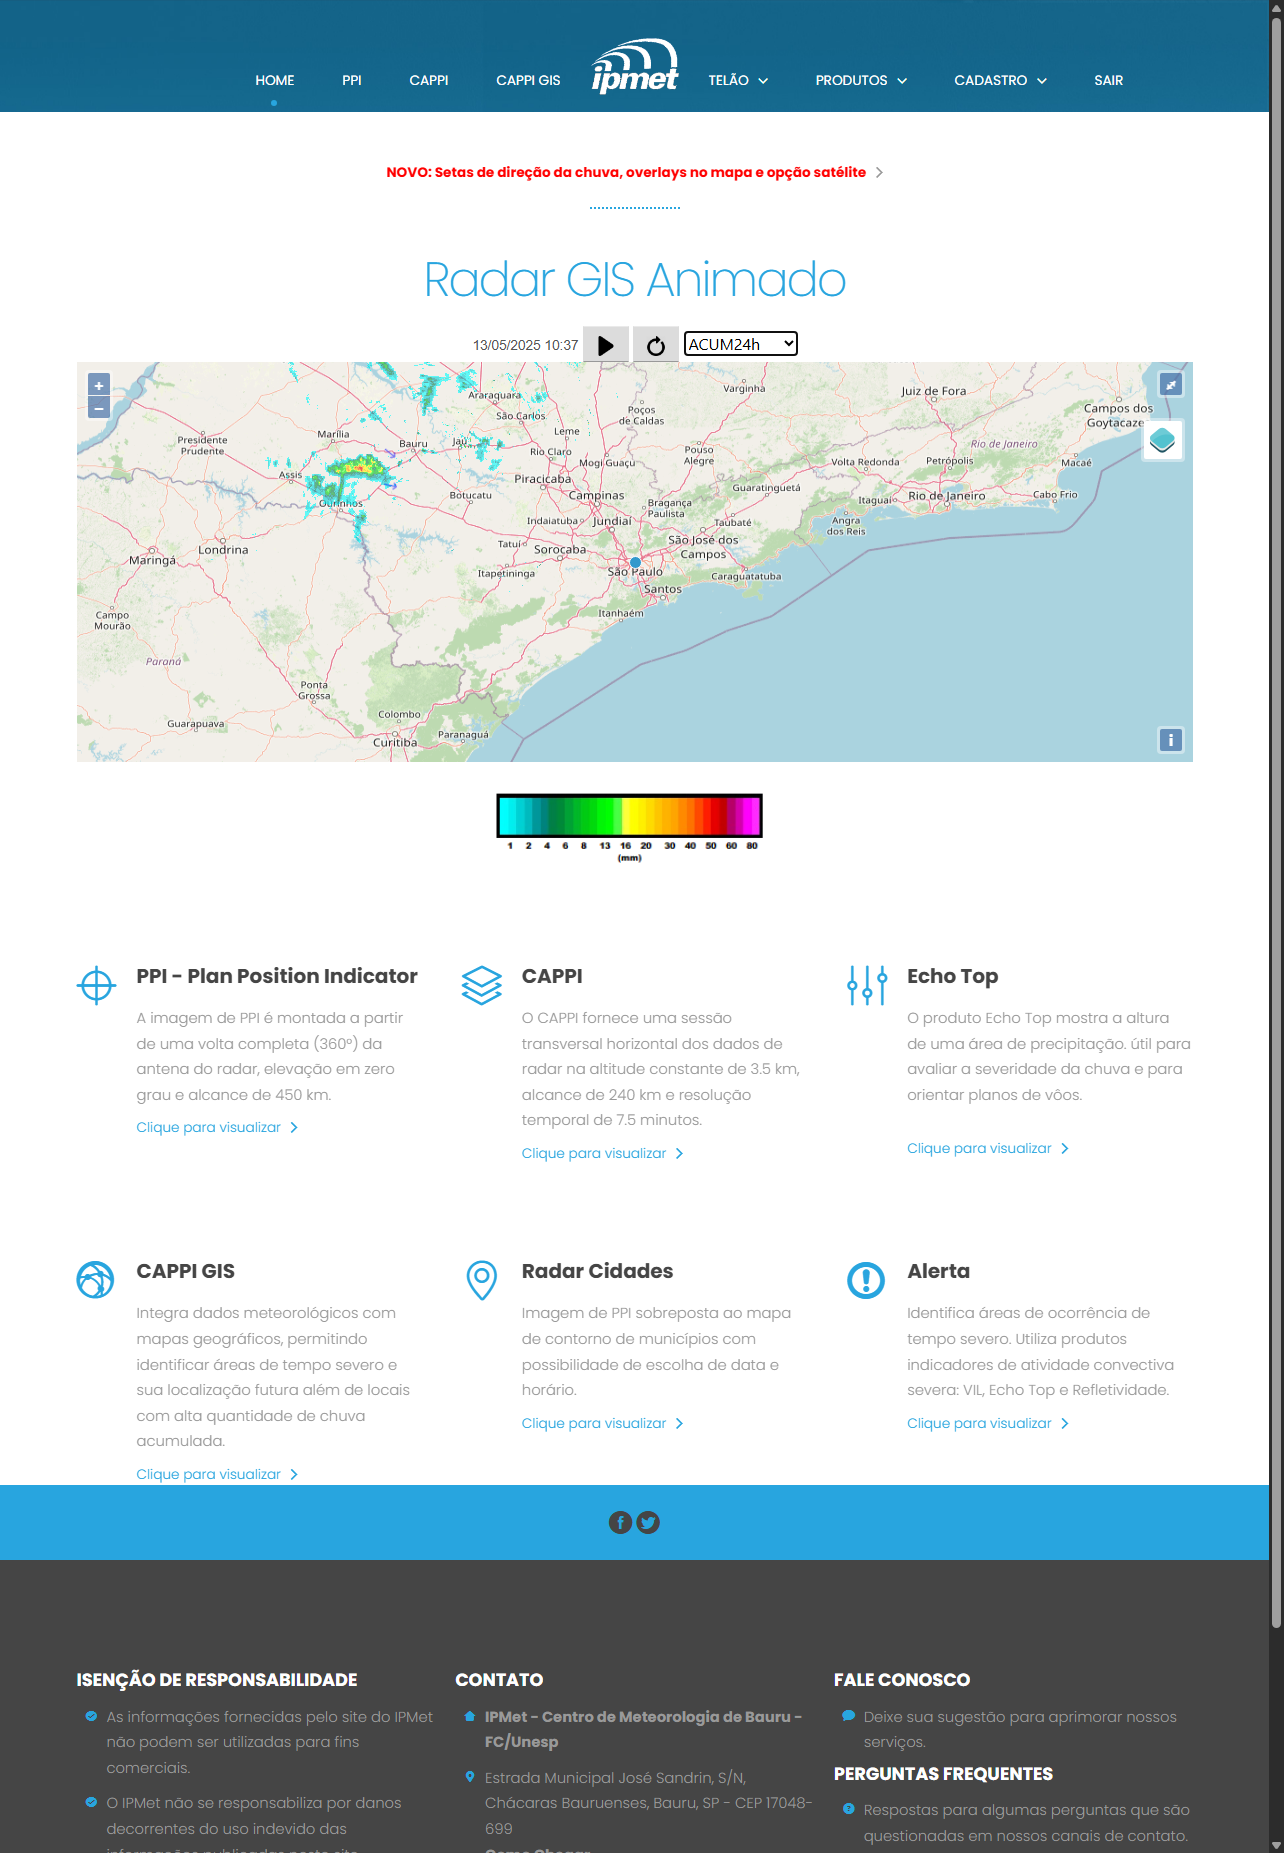 HOME
PPI
CAPPI
CAPPI GIS
ipmet
TELÃO
PRODUTOS
CADASTRO
SAIR
NOVO: Setas de direção da chuva, overlays no mapa e opção satélite
Radar GIS Animado
13/05/2025 10:37
ACUM24h
+
−
Araraquara
São Carlos
Varginha
Poços
de Caldas
Juiz de Fora
Campos dos
Goytacaze
Presidente
Prudente
Marília
Bauru
Jaú
Leme
Rio Claro
Mogi Guaçu
Pouso
Alegre
Rio de Janeiro
Volta Redonda
Petrópolis
Macaé
Assis
Ourinhos
Botucatu
Piracicaba
Campinas
Bragança
Paulista
Guaratinguetá
Itaguaí
Rio de Janeiro
Cabo Frio
Indaiatuba
Jundiaí
Taubaté
Angra
dos Reis
Maringá
Londrina
Tatuí
Sorocaba
São José dos
Campos
Itapetininga
São Paulo
Caraguatatuba
Santos
Campo
Mourão
Itanhaém
Paraná
Ponta
Grossa
Guarapuava
Colombo
Curitiba
Paranaguá
i
1 2 4 6 8 13 16 20 30 40 50 60 80
(mm)
PPI - Plan Position Indicator
A imagem de PPI é montada a partir
de uma volta completa (360º) da
antena do radar, elevação em zero
grau e alcance de 450 km.
Clique para visualizar
CAPPI
O CAPPI fornece uma sessão
transversal horizontal dos dados de
radar na altitude constante de 3.5 km,
alcance de 240 km e resolução
temporal de 7.5 minutos.
Clique para visualizar
Echo Top
O produto Echo Top mostra a altura
de uma área de precipitação. útil para
avaliar a severidade da chuva e para
orientar planos de vôos.
Clique para visualizar
CAPPI GIS
Integra dados meteorológicos com
mapas geográficos, permitindo
identificar áreas de tempo severo e
sua localização futura além de locais
com alta quantidade de chuva
acumulada.
Clique para visualizar
Radar Cidades
Imagem de PPI sobreposta ao mapa
de contorno de municípios com
possibilidade de escolha de data e
horário.
Clique para visualizar
Alerta
Identifica áreas de ocorrência de
tempo severo. Utiliza produtos
indicadores de atividade convectiva
severa: VIL, Echo Top e Refletividade.
Clique para visualizar
ISENÇÃO DE RESPONSABILIDADE
As informações fornecidas pelo site do IPMet
não podem ser utilizadas para fins
comerciais.
O IPMet não se responsabiliza por danos
decorrentes do uso indevido das
informações publicadas neste site
CONTATO
IPMet - Centro de Meteorologia de Bauru -
FC/Unesp
Estrada Municipal José Sandrin, S/N,
Chácaras Bauruenses, Bauru, SP - CEP 17048-
699
Como Chegar
FALE CONOSCO
Deixe sua sugestão para aprimorar nossos
serviços.
PERGUNTAS FREQUENTES
Respostas para algumas perguntas que são
questionadas em nossos canais de contato.